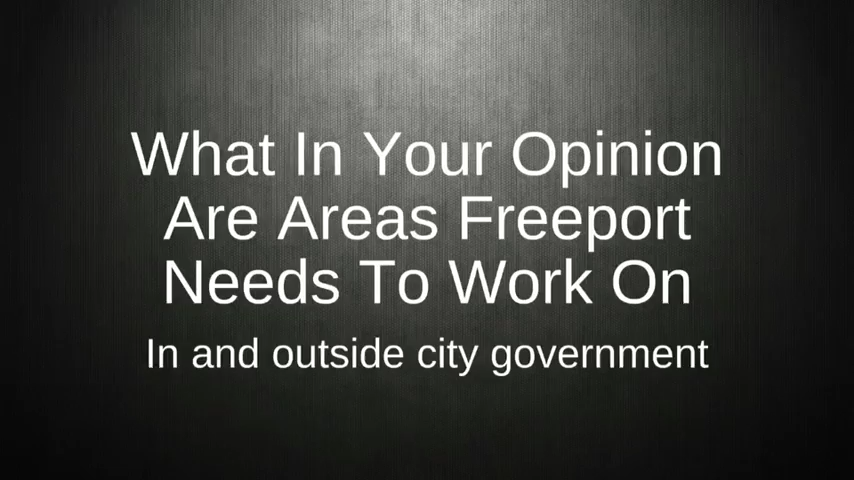 What In Your Opinion
Are Areas Freeport
Needs To Work On
In and outside city government